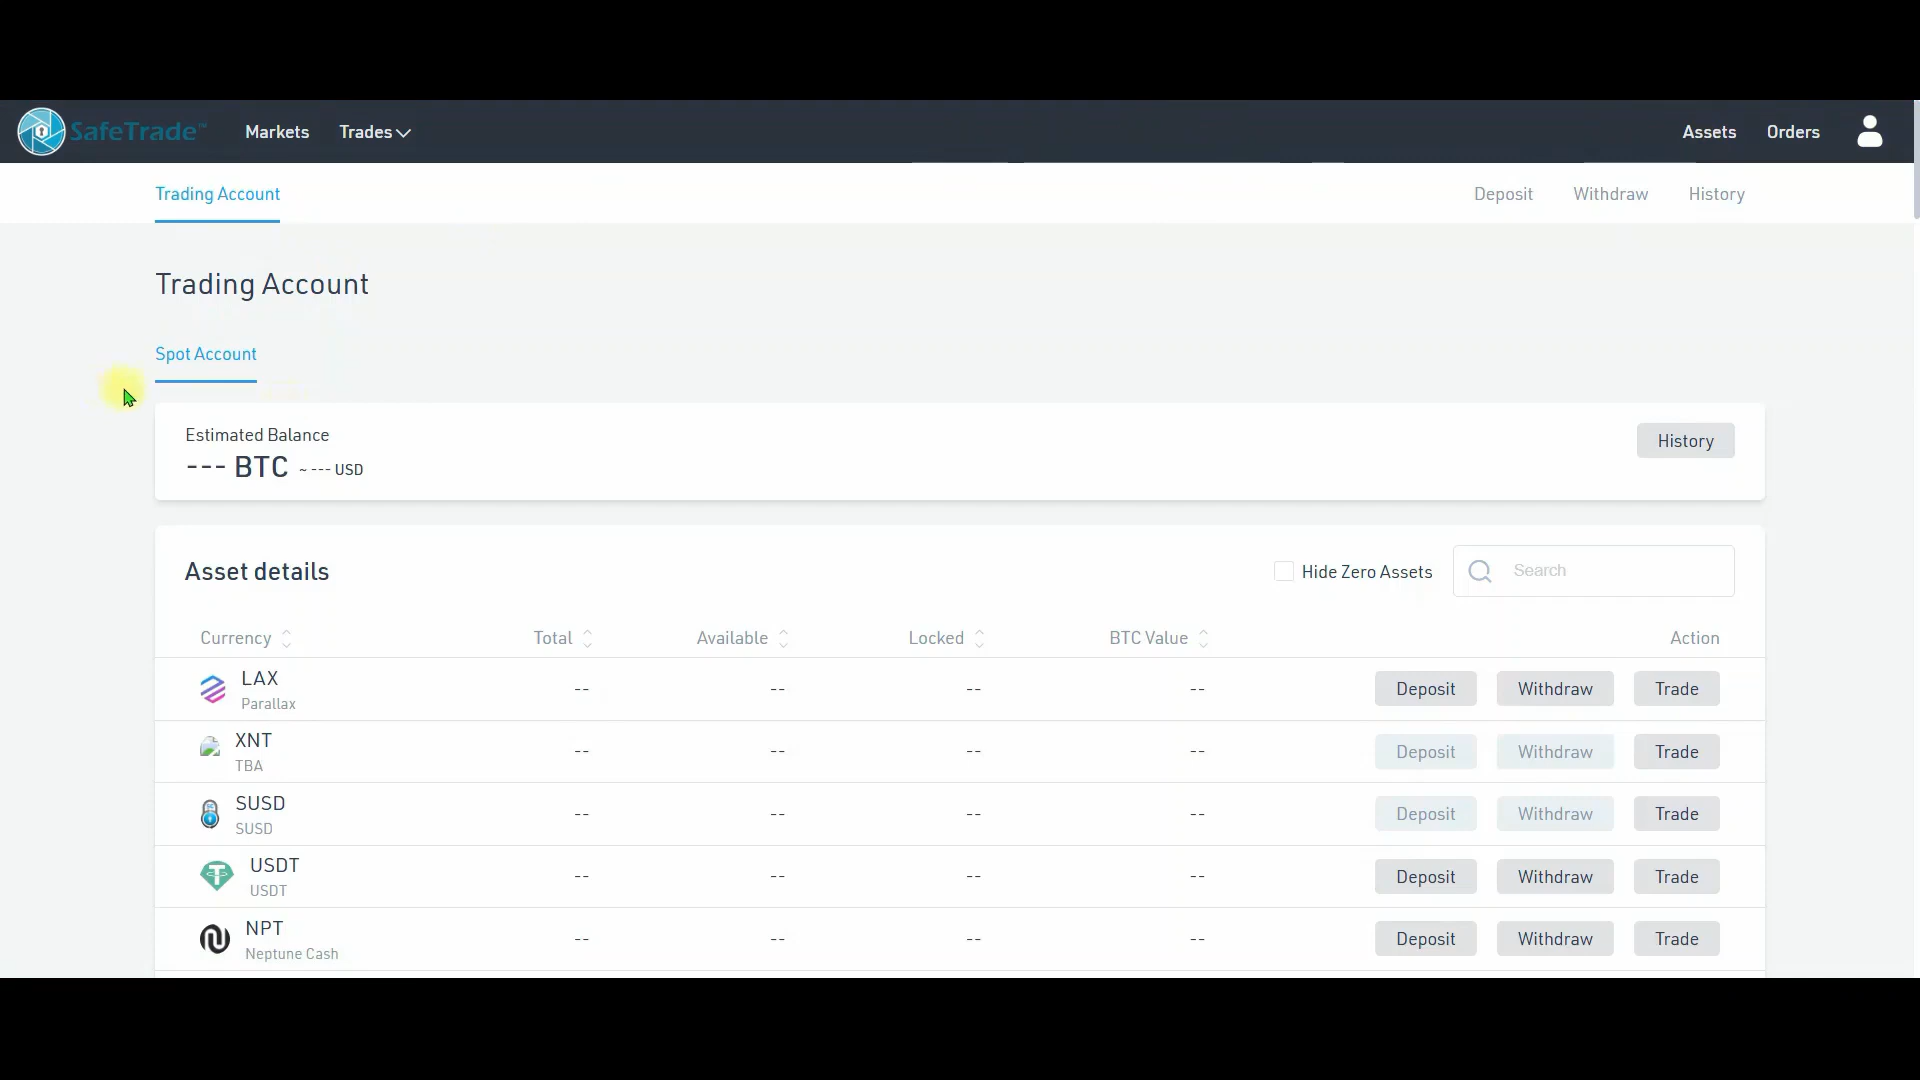 SafeTrade™ Markets Trades Assets Orders
Trading Account Deposit Withdraw History
Trading Account
Spot Account
Estimated Balance History
--- BTC ~ --- USD
Asset details Hide Zero Assets Search
Currency Total Available Locked BTC Value Action
LAX
Parallax -- -- -- -- Deposit Withdraw Trade
XNT
TBA -- -- -- -- Deposit Withdraw Trade
SUSD
SUSD -- -- -- -- Deposit Withdraw Trade
USDT
USDT -- -- -- -- Deposit Withdraw Trade
NPT
Neptune Cash -- -- -- -- Deposit Withdraw Trade